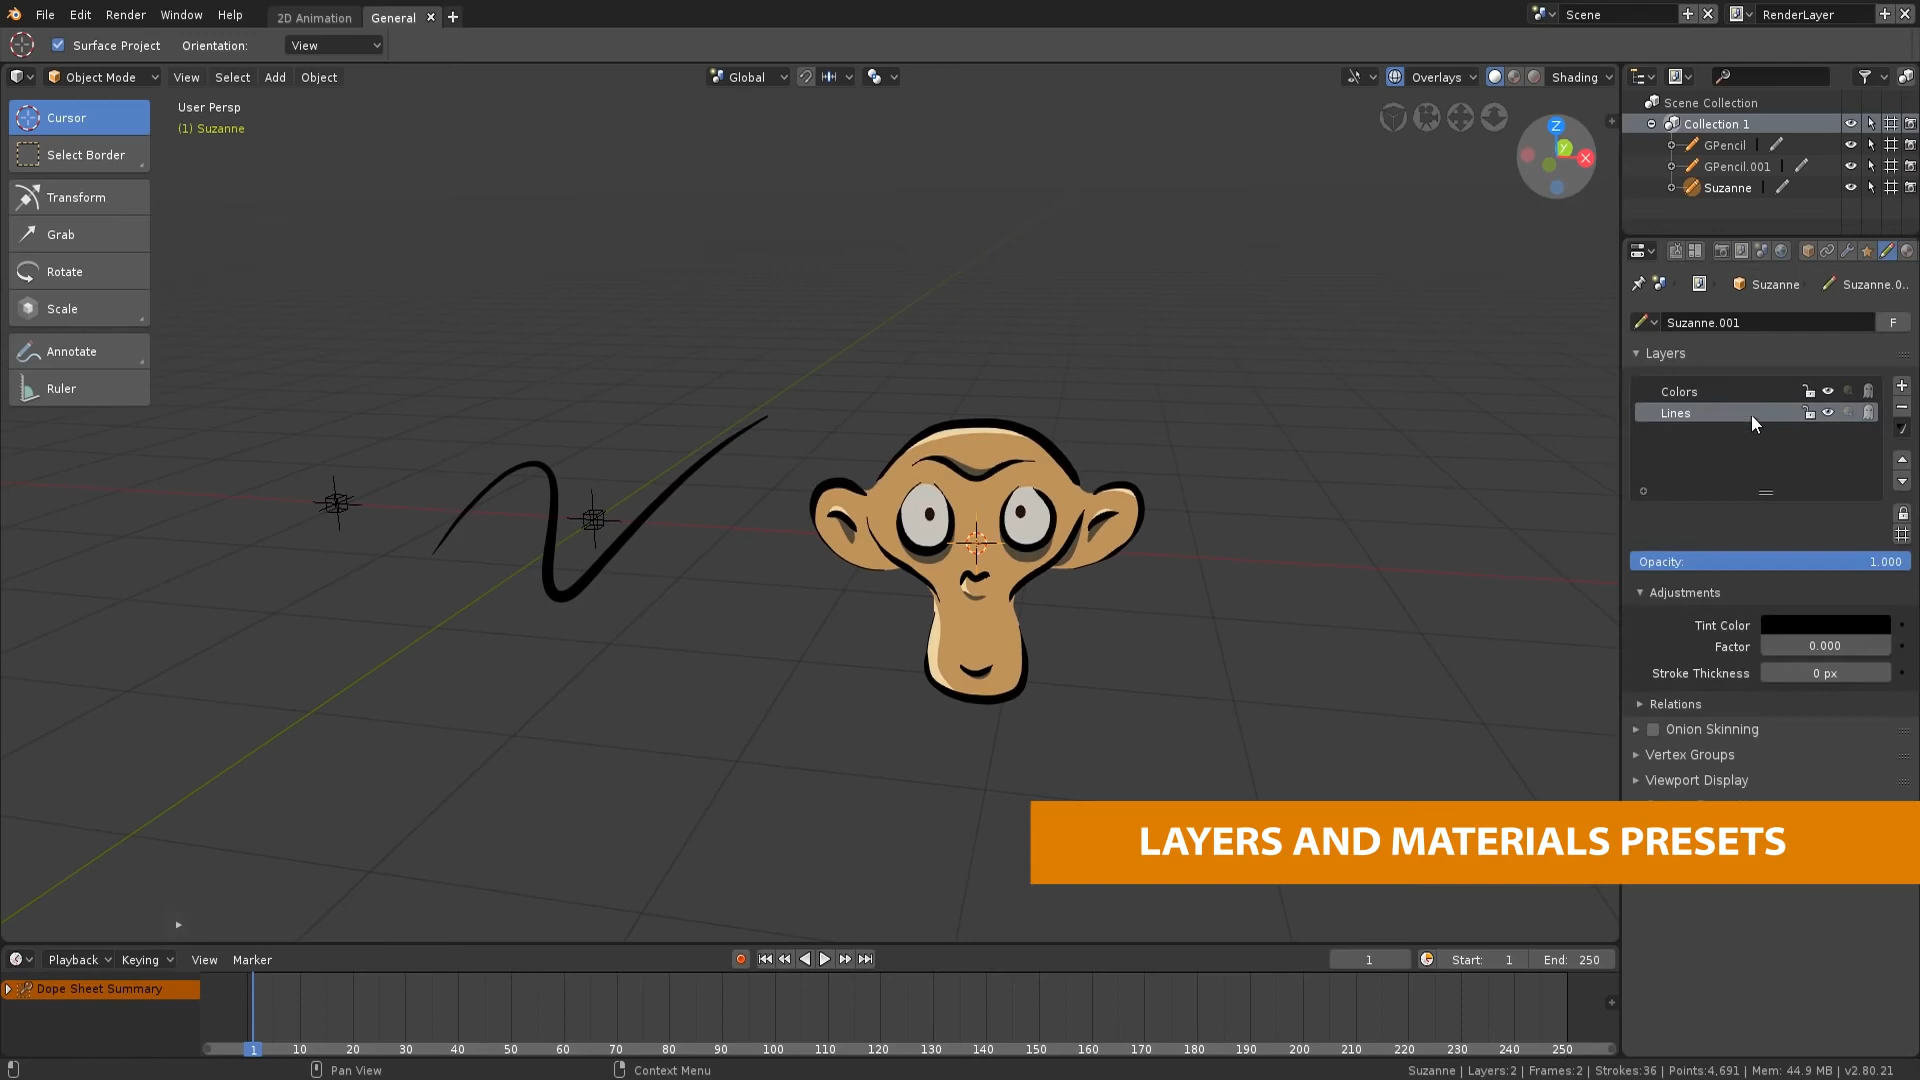 File Edit Render Window Help 2D Animation General Scene RenderLayer
Surface Project Orientation: View
Object Mode View Select Add Object Global Overlays Shading
User Persp
(1) Suzanne
Cursor
Select Border
Transform
Grab
Rotate
Scale
Annotate
Ruler
Z
Y
X
Scene Collection
Collection 1
GPencil
GPencil.001
Suzanne
Suzanne Suzanne.0..
Suzanne.001 F
Layers
Colors
Lines
Opacity: 1.000
Adjustments
Tint Color
Factor 0.000
Stroke Thickness 0 px
Relations
Onion Skinning
Vertex Groups
Viewport Display
LAYERS AND MATERIALS PRESETS
Playback Keying View Marker 1 Start: 1 End: 250
Dope Sheet Summary
1 10 20 30 40 50 60 70 80 90 100 110 120 130 140 150 160 170 180 190 200 210 220 230 240 250
Pan View Context Menu Suzanne | Layers:2 | Frames:2 | Strokes:36 | Points:4,691 | Mem: 44.9 MB | v2.80.21